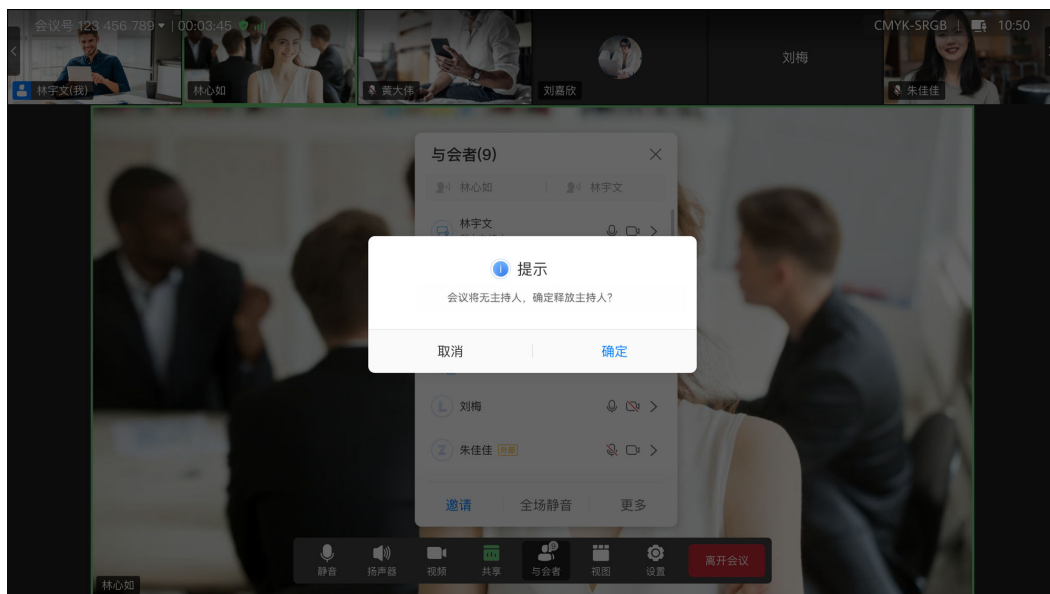 会议号 123 456 789 | 00:03:45
CMYK-SRGB | 10:50
林宇文(我)
林心如
黄大伟
刘嘉欣
刘梅
朱佳佳
与会者(9)
林心如
林宇文
林宇文
提示
会议将无主持人，确定释放主持人?
取消
确定
刘梅
朱佳佳 外部
邀请
全场静音
更多
静音
扬声器
视频
共享
与会者
视图
设置
离开会议
林心如